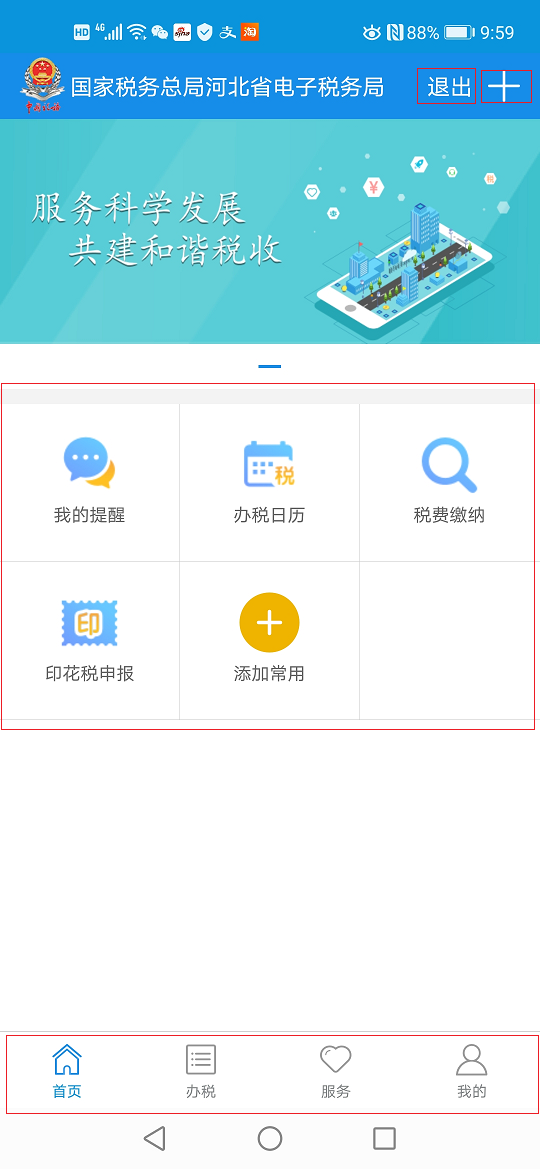 HD 4G 88% 9:59
国家税务总局河北省电子税务局 退出
服务科学发展
共建和谐税收
我的提醒 办税日历 税费缴纳
印花税申报 添加常用
首页 办税 服务 我的